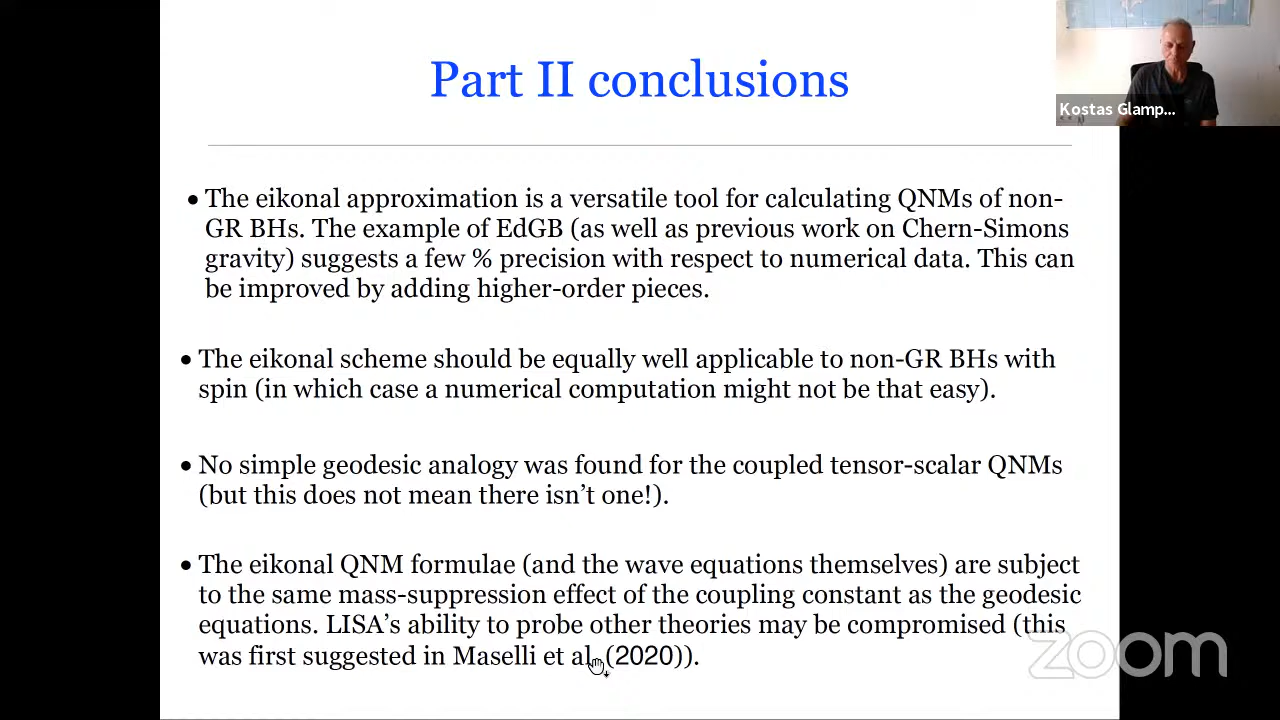 Part II conclusions
Kostas Glamp...
• The eikonal approximation is a versatile tool for calculating QNMs of non-
GR BHs. The example of EdGB (as well as previous work on Chern-Simons
gravity) suggests a few % precision with respect to numerical data. This can
be improved by adding higher-order pieces.
• The eikonal scheme should be equally well applicable to non-GR BHs with
spin (in which case a numerical computation might not be that easy).
• No simple geodesic analogy was found for the coupled tensor-scalar QNMs
(but this does not mean there isn't one!).
• The eikonal QNM formulae (and the wave equations themselves) are subject
to the same mass-suppression effect of the coupling constant as the geodesic
equations. LISA's ability to probe other theories may be compromised (this
was first suggested in Maselli et al. (2020)).
zoom